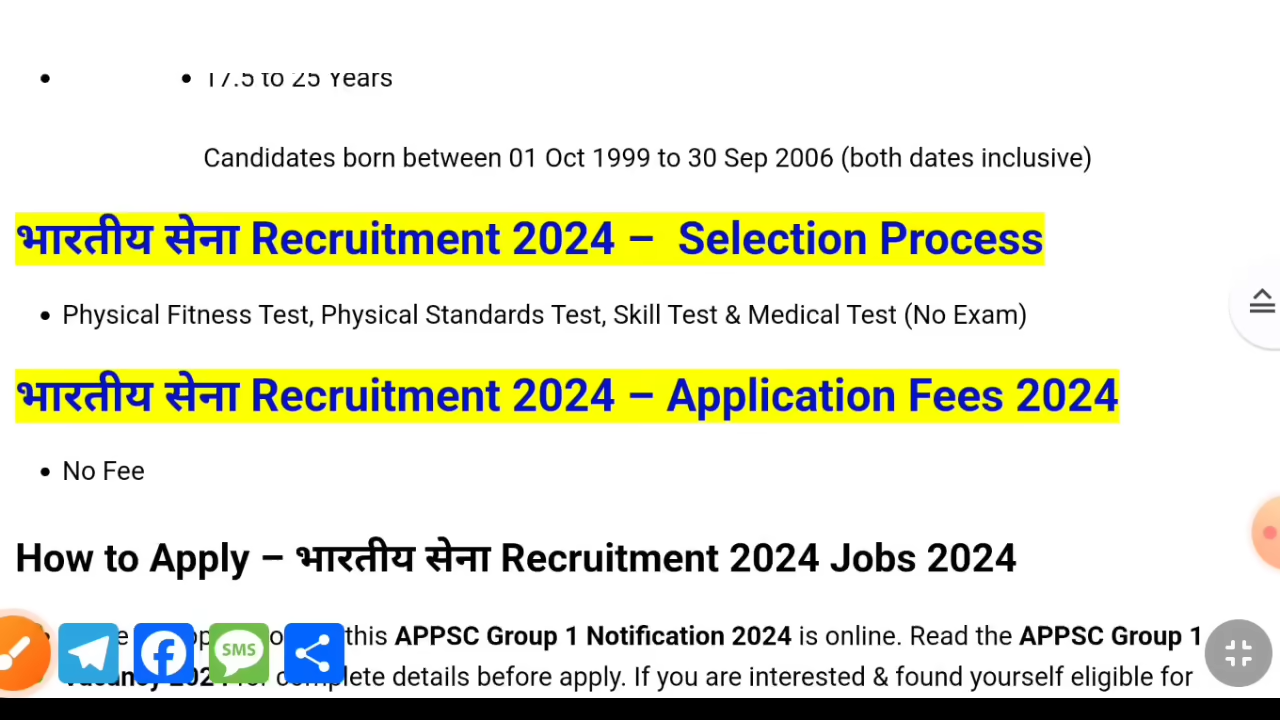 17.5 to 25 Years
Candidates born between 01 Oct 1999 to 30 Sep 2006 (both dates inclusive)
भारतीय सेना Recruitment 2024 – Selection Process
Physical Fitness Test, Physical Standards Test, Skill Test & Medical Test (No Exam)
भारतीय सेना Recruitment 2024 – Application Fees 2024
No Fee
How to Apply – भारतीय सेना Recruitment 2024 Jobs 2024
this APPSC Group 1 Notification 2024 is online. Read the APPSC Group 1
complete details before apply. If you are interested & found yourself eligible for
SMS